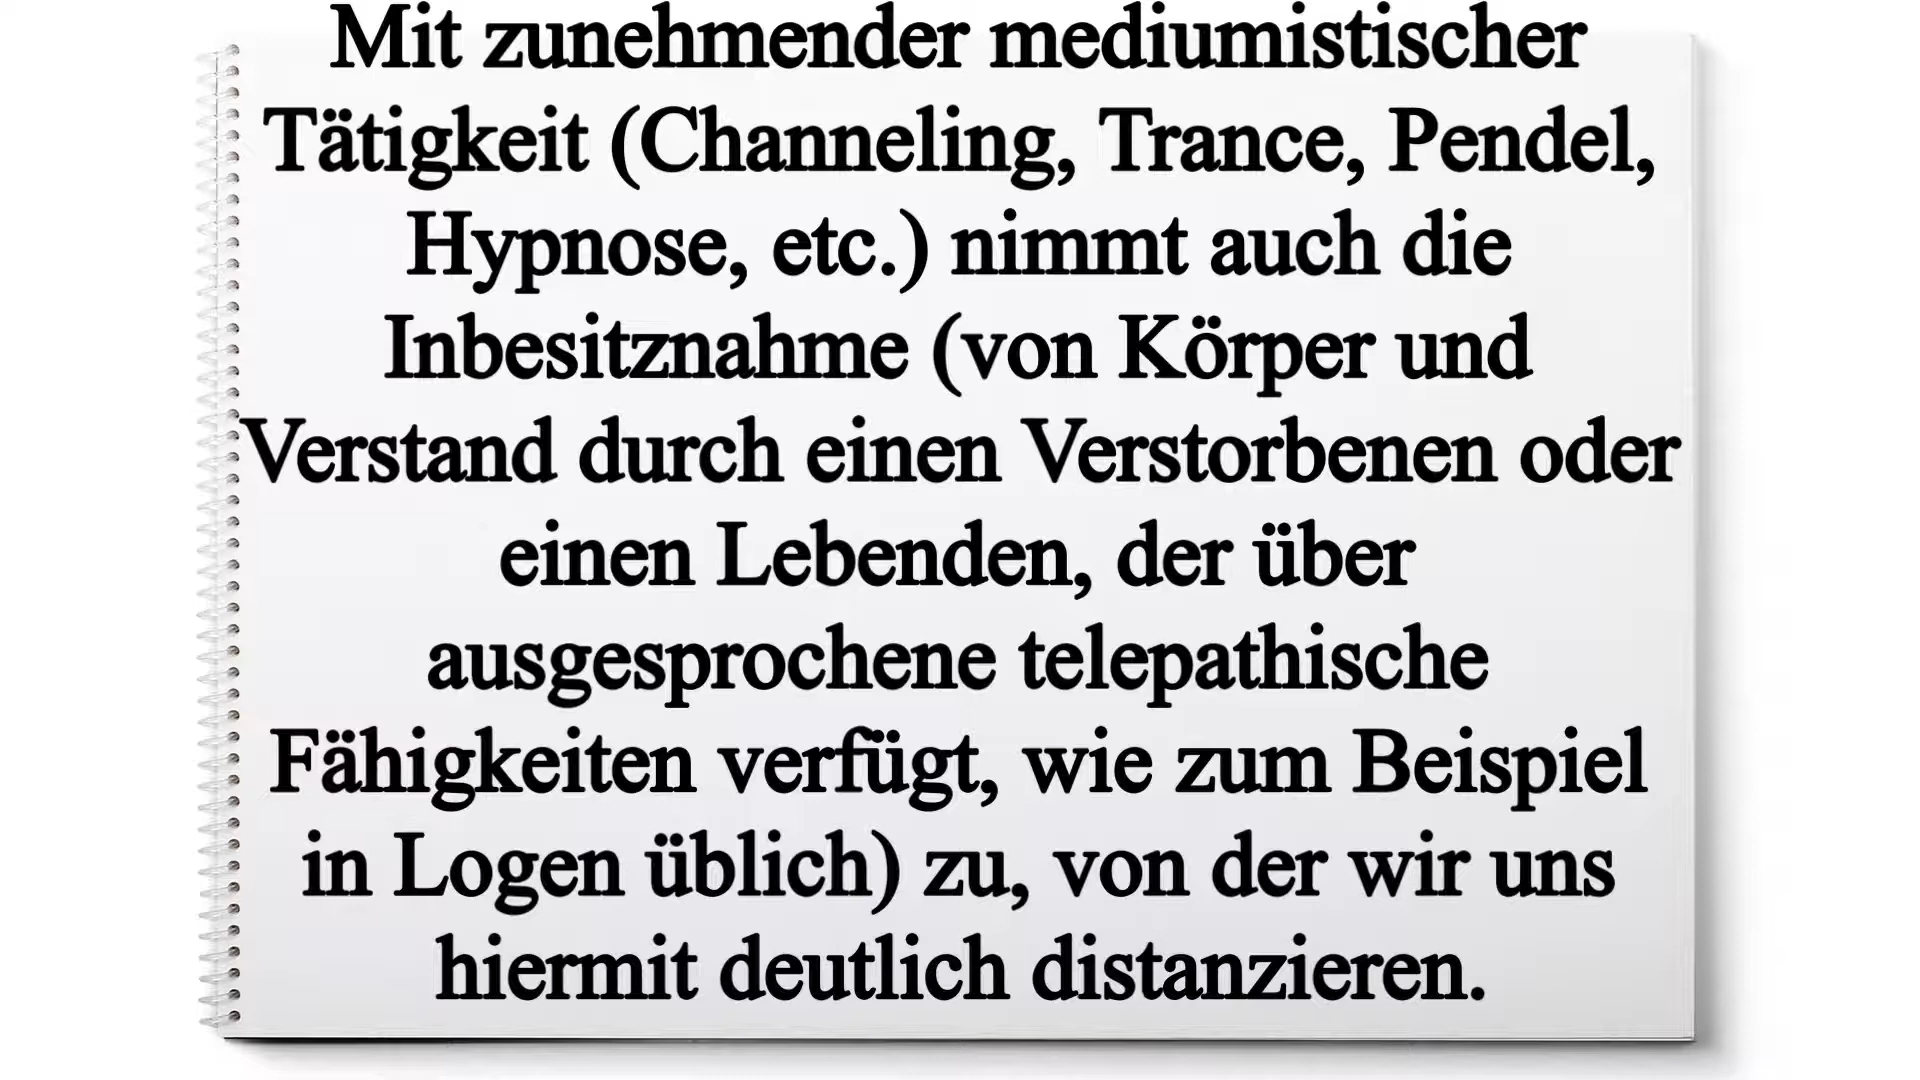 Mit zunehmender mediumistischer
Tätigkeit (Channeling, Trance, Pendel,
Hypnose, etc.) nimmt auch die
Inbesitznahme (von Körper und
Verstand durch einen Verstorbenen oder
einen Lebenden, der über
ausgesprochene telepathische
Fähigkeiten verfügt, wie zum Beispiel
in Logen üblich) zu, von der wir uns
hiermit deutlich distanzieren.